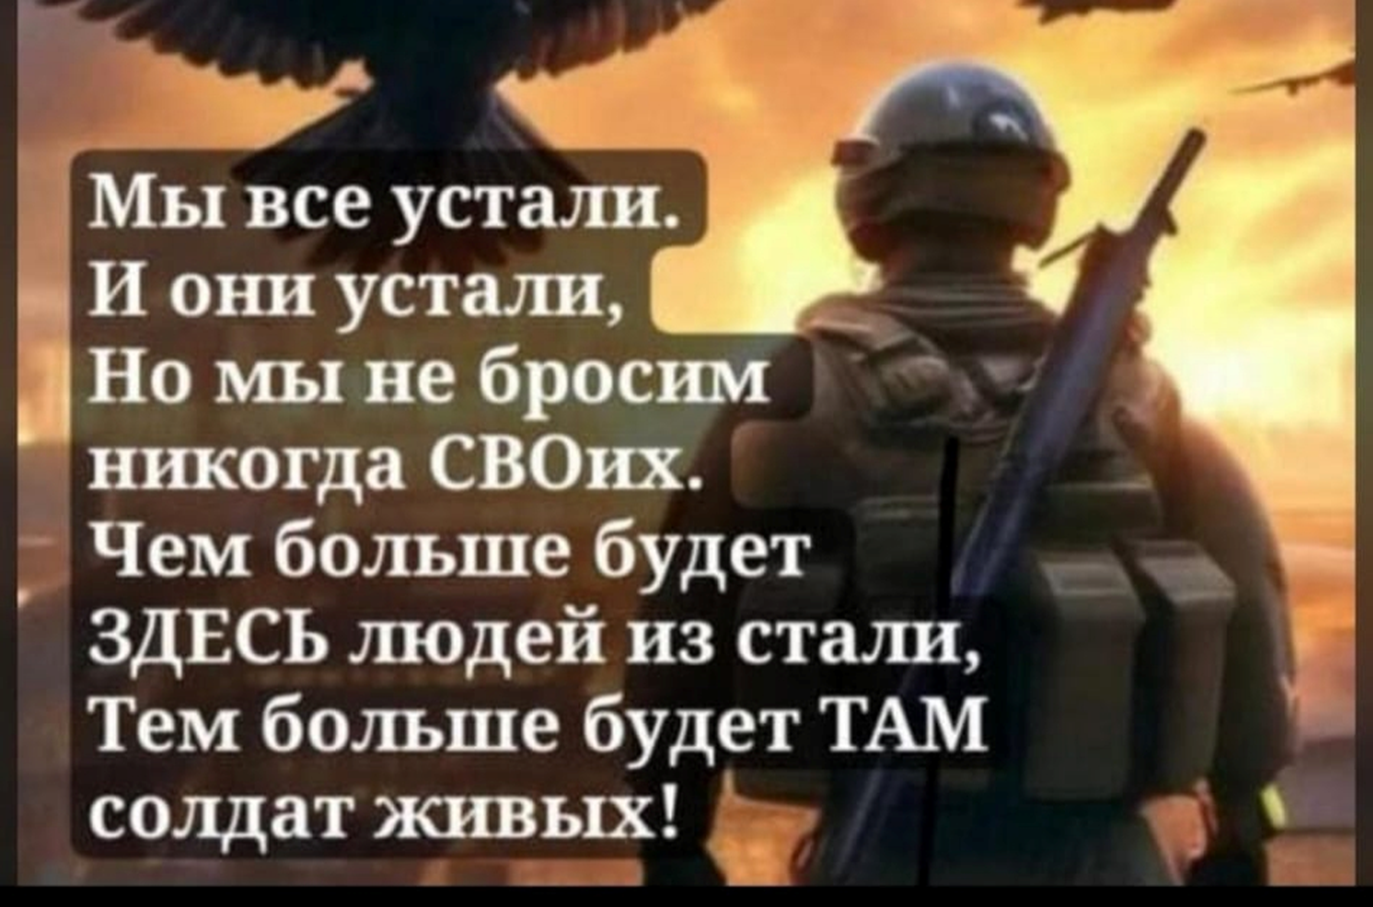 Мы все устали.
И они устали,
Но мы не бросим
никогда СВОих.
Чем больше будет
ЗДЕСЬ людей из стали,
Тем больше будет ТАМ
солдат живых!